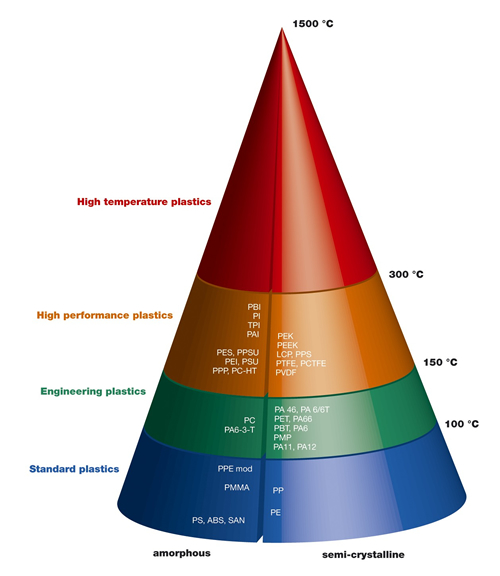 1500 °C
High temperature plastics
300 °C
High performance plastics
PBI
PI
TPI
PAI
PES, PPSU
PEI, PSU
PPP, PC-HT
PEK
PEEK
LCP, PPS
PTFE, PCTFE
PVDF
150 °C
Engineering plastics
PC
PA6-3-T
PA 46, PA 6/6T
PET, PA66
PBT, PA6
PMP
PA11, PA12
100 °C
Standard plastics
PPE mod
PMMA
PS, ABS, SAN
PP
PE
amorphous
semi-crystalline